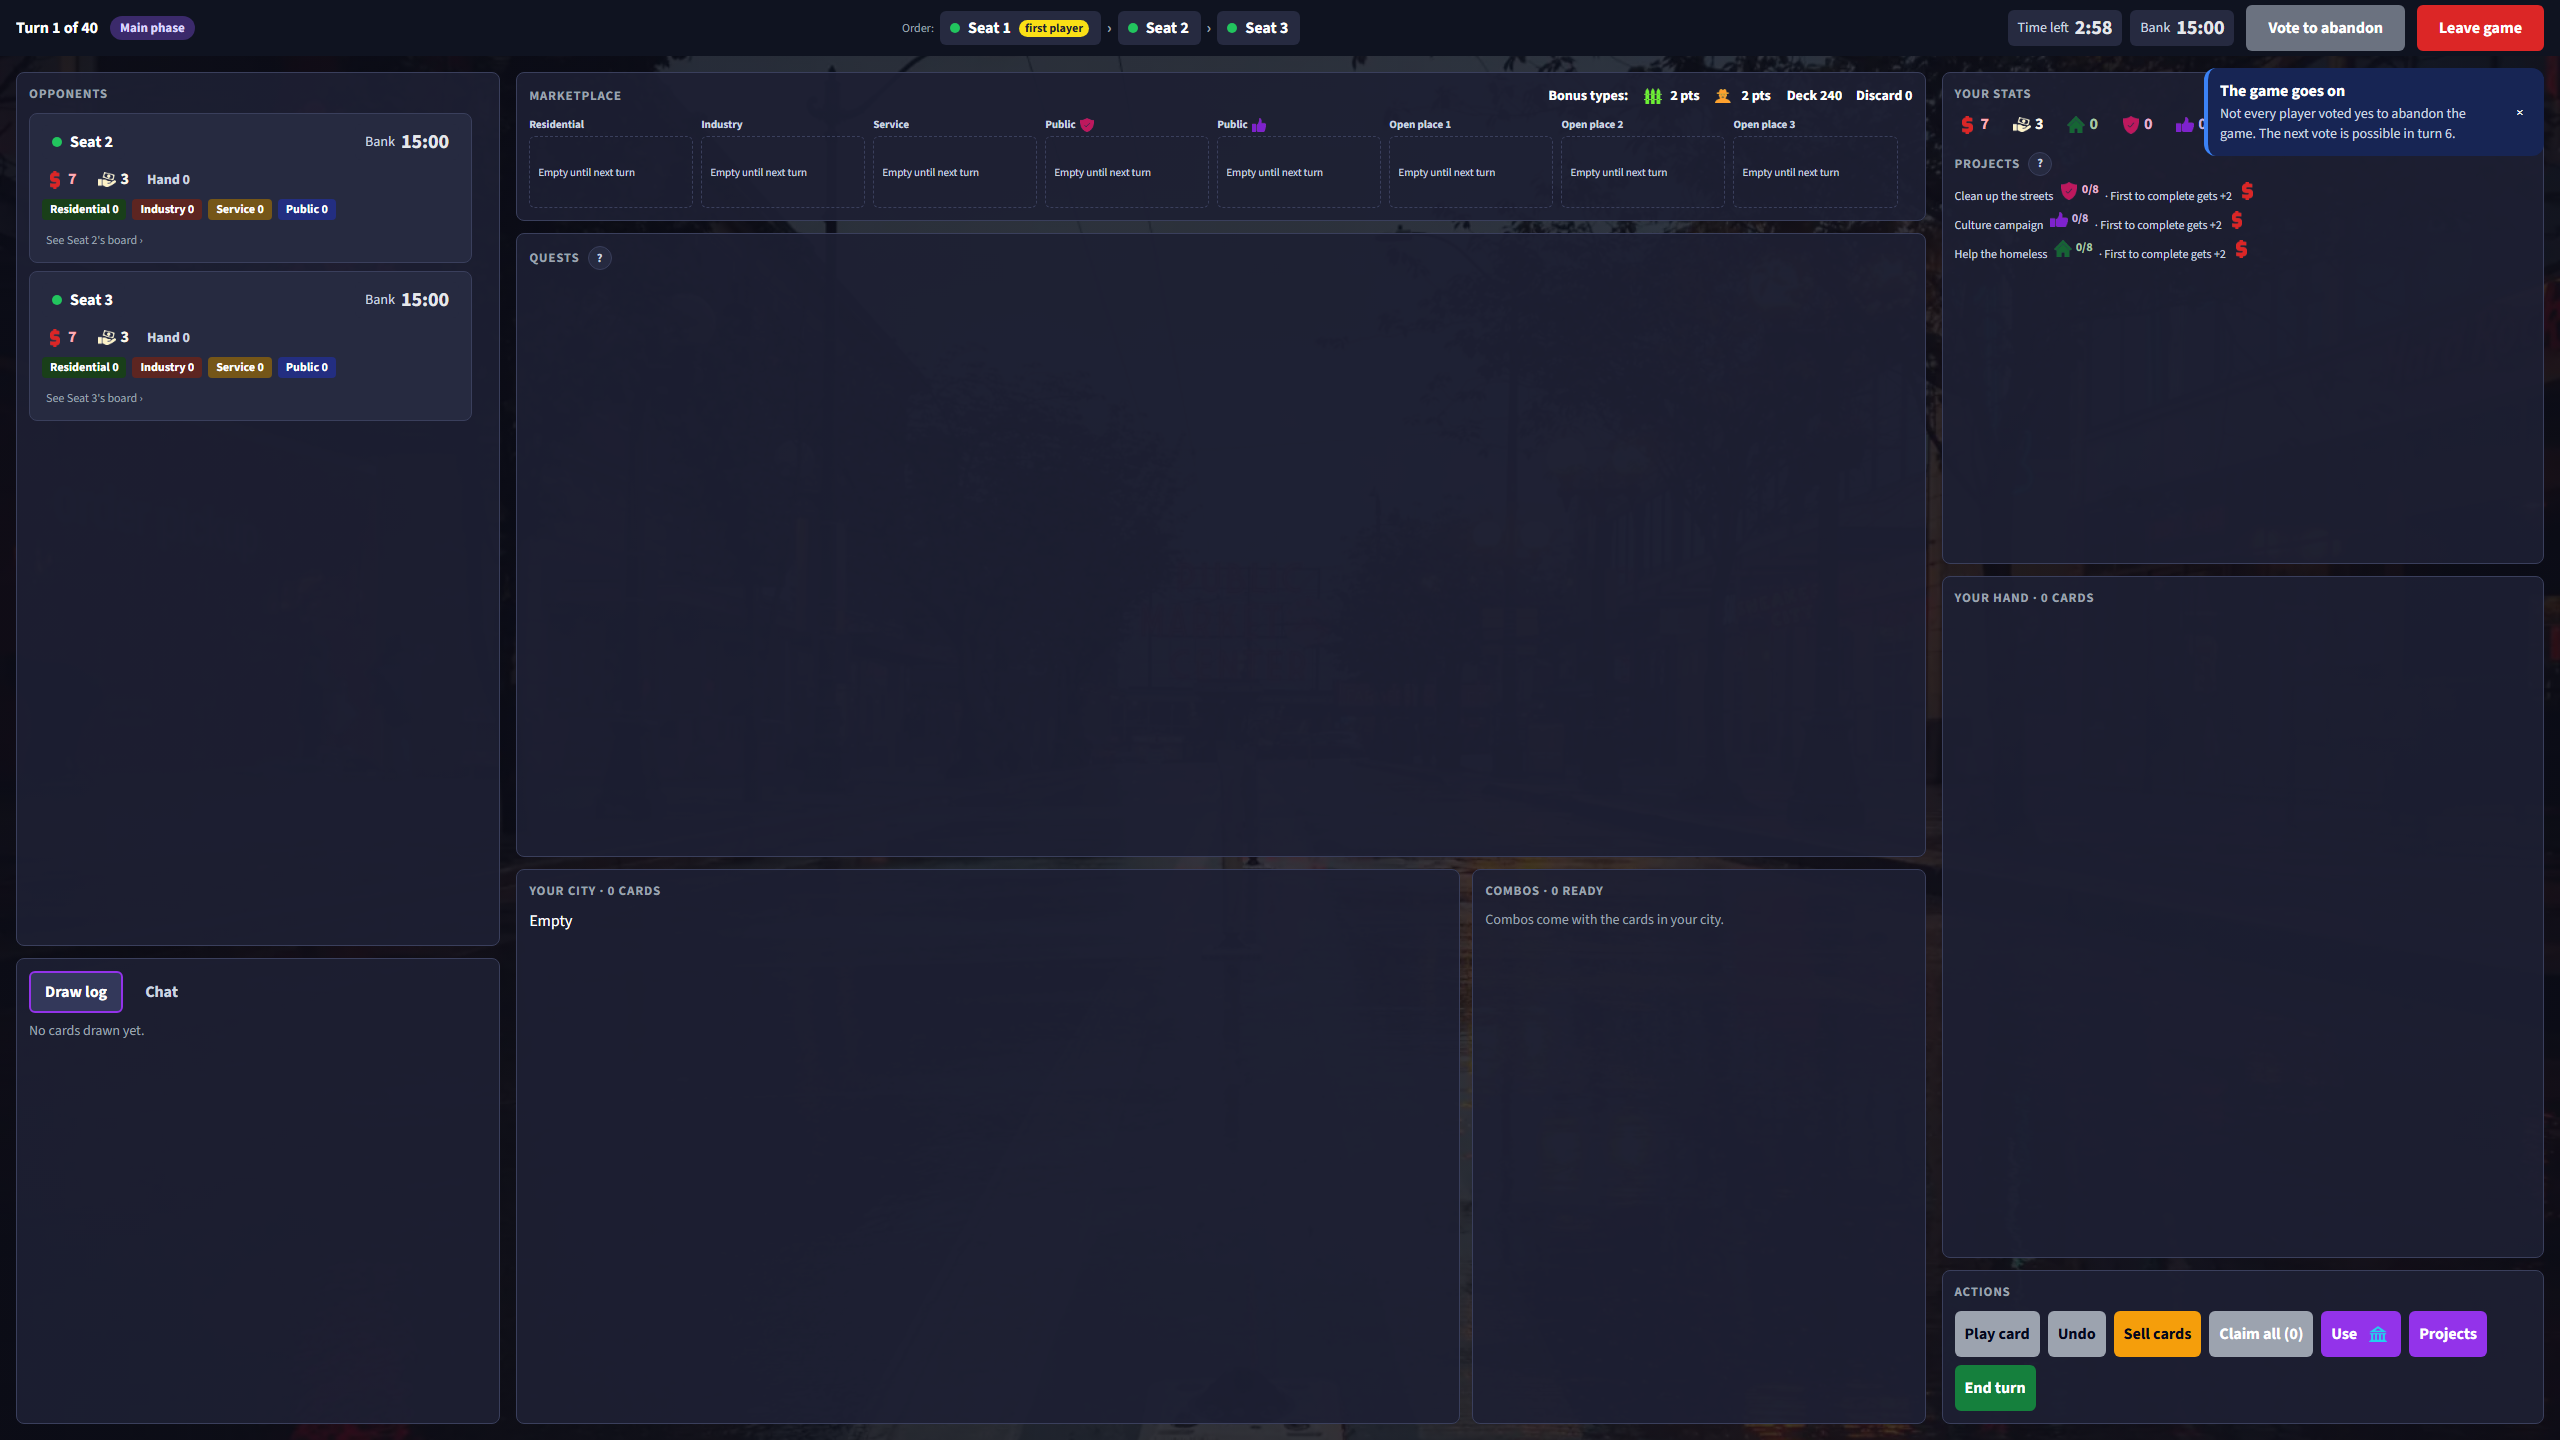 Turn 1 of 40 Main phase
Order: Seat 1 first player › Seat 2 › Seat 3
Time left 2:58 Bank 15:00 Vote to abandon Leave game
OPPONENTS
Seat 2 Bank 15:00
7 3 Hand 0
Residential 0 Industry 0 Service 0 Public 0
See Seat 2's board ›
Seat 3 Bank 15:00
7 3 Hand 0
Residential 0 Industry 0 Service 0 Public 0
See Seat 3's board ›
Draw log Chat
No cards drawn yet.
MARKETPLACE Bonus types: 2 pts 2 pts Deck 240 Discard 0
Residential Industry Service Public Public Open place 1 Open place 2 Open place 3
Empty until next turn Empty until next turn Empty until next turn Empty until next turn Empty until next turn Empty until next turn Empty until next turn Empty until next turn
QUESTS ?
YOUR CITY · 0 CARDS
Empty
COMBOS · 0 READY
Combos come with the cards in your city.
YOUR STATS
7 3 0 0 0
The game goes on ×
Not every player voted yes to abandon the
game. The next vote is possible in turn 6.
PROJECTS ?
Clean up the streets 0/8 · First to complete gets +2
Culture campaign 0/8 · First to complete gets +2
Help the homeless 0/8 · First to complete gets +2
YOUR HAND · 0 CARDS
ACTIONS
Play card Undo Sell cards Claim all (0) Use Projects
End turn